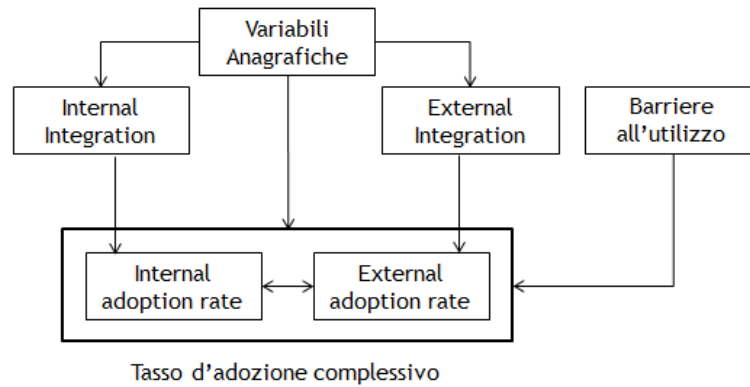 Variabili
Anagrafiche
Internal
Integration
External
Integration
Barriere
all'utilizzo
Internal
adoption rate
External
adoption rate
Tasso d'adozione complessivo